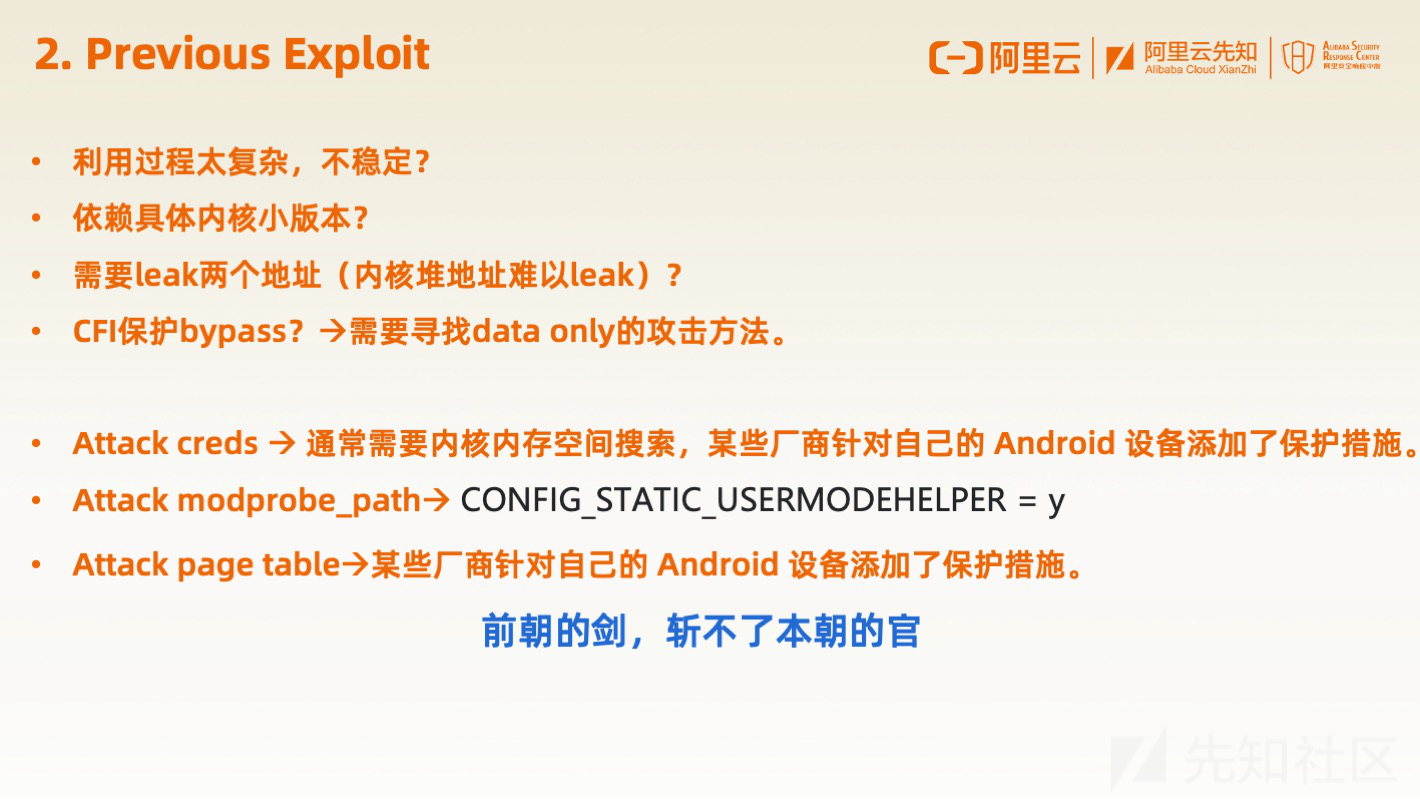 2. Previous Exploit
阿里云
阿里云先知
Alibaba Cloud XianZhi
ALIBABA SECURITY
RESPONSE CENTER
阿里安全响应中心
• 利用过程太复杂，不稳定？
• 依赖具体内核小版本？
• 需要leak两个地址（内核堆地址难以leak）？
• CFI保护bypass？→需要寻找data only的攻击方法。
• Attack creds → 通常需要内核内存空间搜索，某些厂商针对自己的 Android 设备添加了保护措施。
• Attack modprobe_path→ CONFIG_STATIC_USERMODEHELPER = y
• Attack page table→某些厂商针对自己的 Android 设备添加了保护措施。
前朝的剑，斩不了本朝的官
先知社区